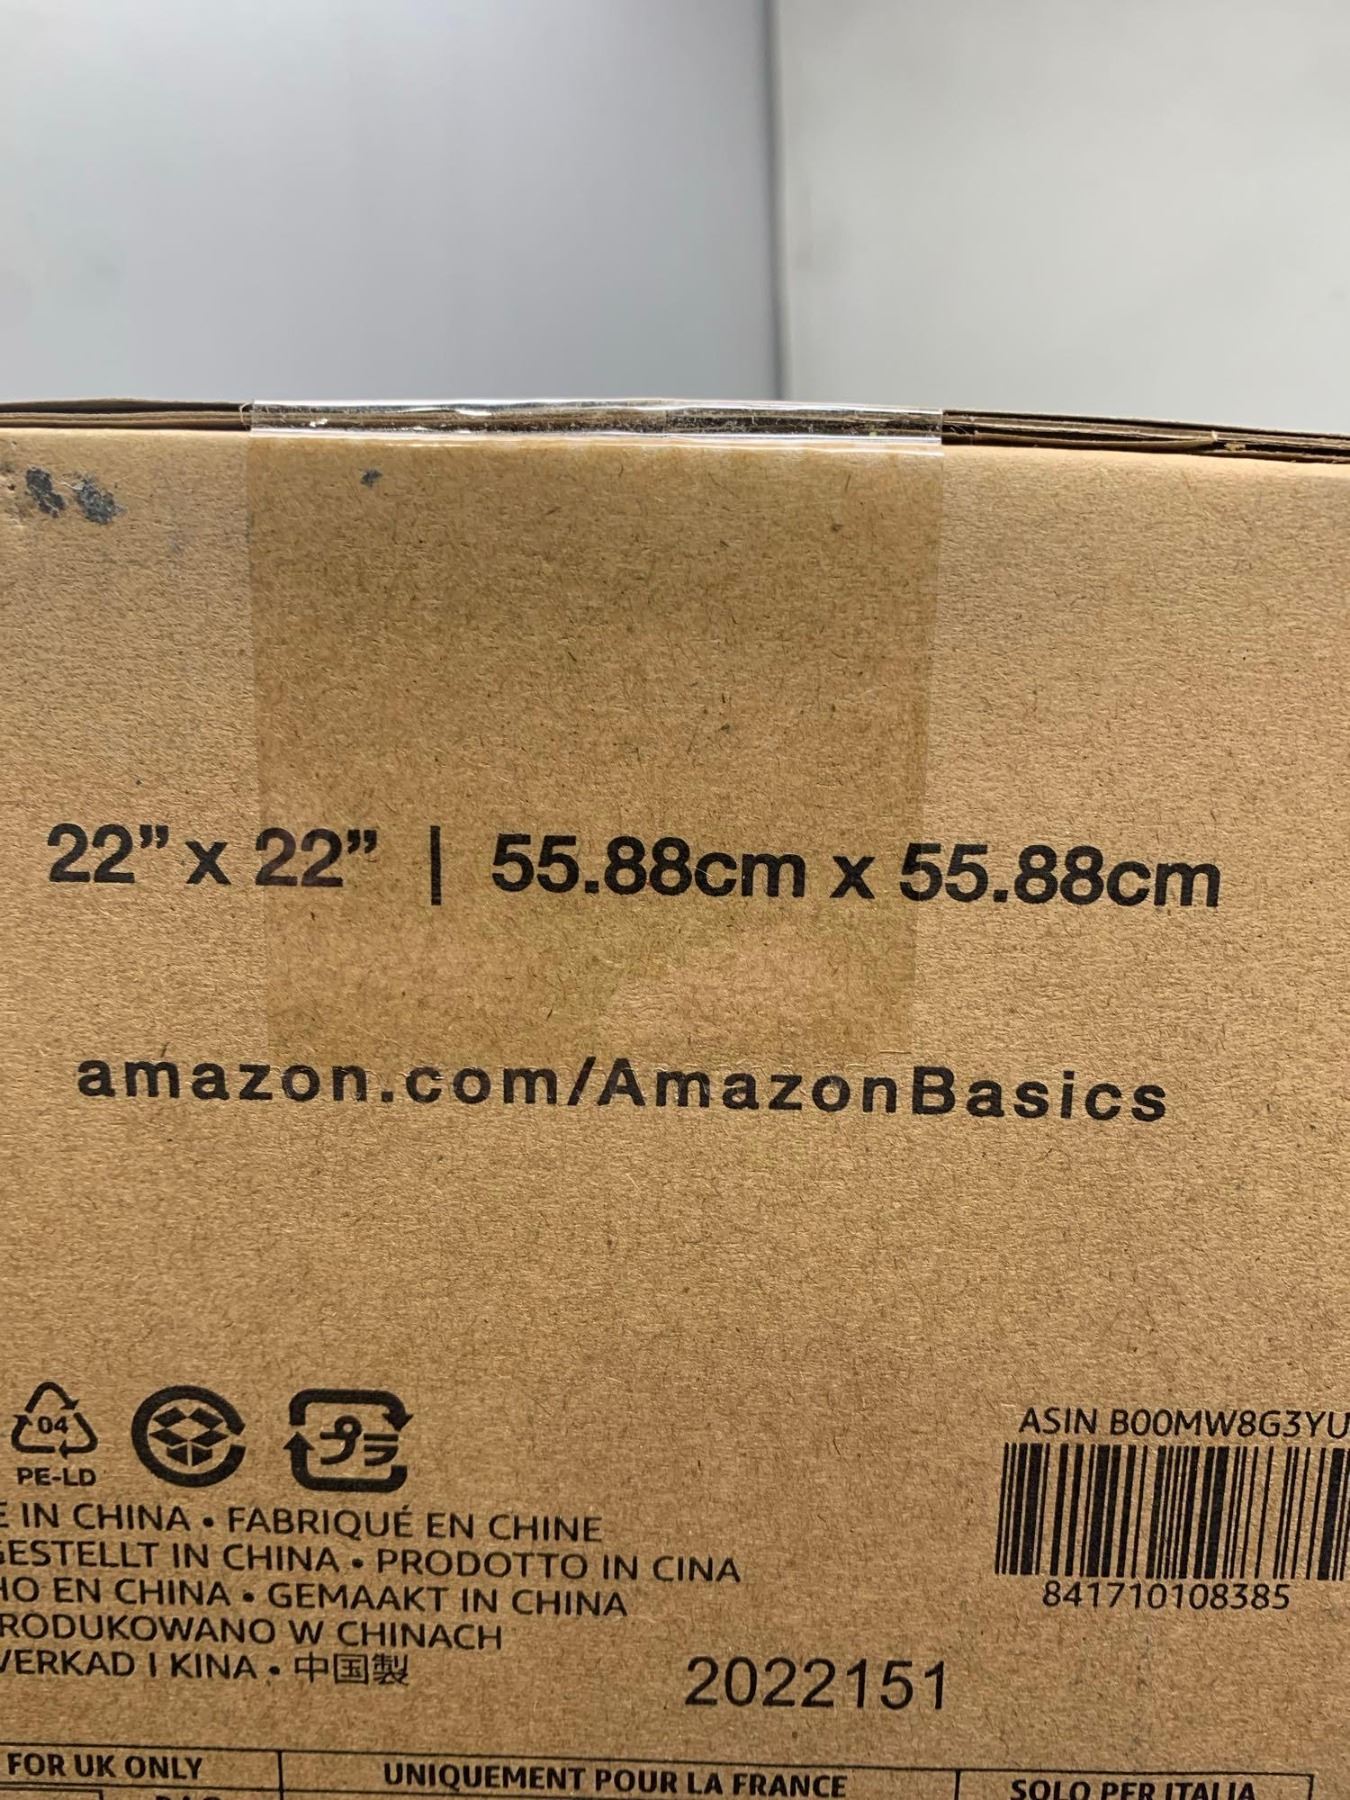 22” x 22” | 55.88cm x 55.88cm
amazon.com/AmazonBasics
04
PE-LD
プラ
ASIN B00MW8G3YU
841710108385
E IN CHINA • FABRIQUÉ EN CHINE
GESTELLT IN CHINA • PRODOTTO IN CINA
HO EN CHINA • GEMAAKT IN CHINA
RODUKOWANO W CHINACH
VERKAD I KINA • 中国製
2022151
FOR UK ONLY
UNIQUEMENT POUR LA FRANCE
SOLO PER ITALIA